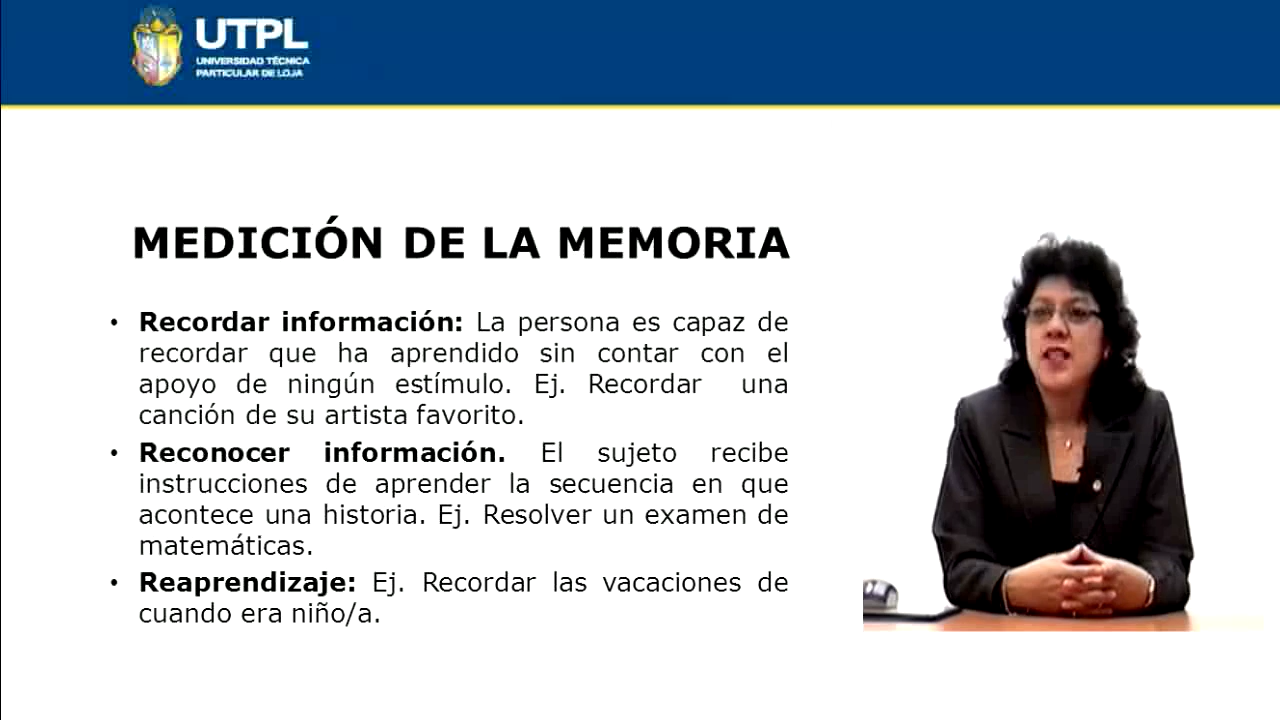 UTPL
UNIVERSIDAD TÉCNICA
PARTICULAR DE LOJA
MEDICIÓN DE LA MEMORIA
• Recordar información: La persona es capaz de
recordar que ha aprendido sin contar con el
apoyo de ningún estímulo. Ej. Recordar una
canción de su artista favorito.
• Reconocer información. El sujeto recibe
instrucciones de aprender la secuencia en que
acontece una historia. Ej. Resolver un examen de
matemáticas.
• Reaprendizaje: Ej. Recordar las vacaciones de
cuando era niño/a.